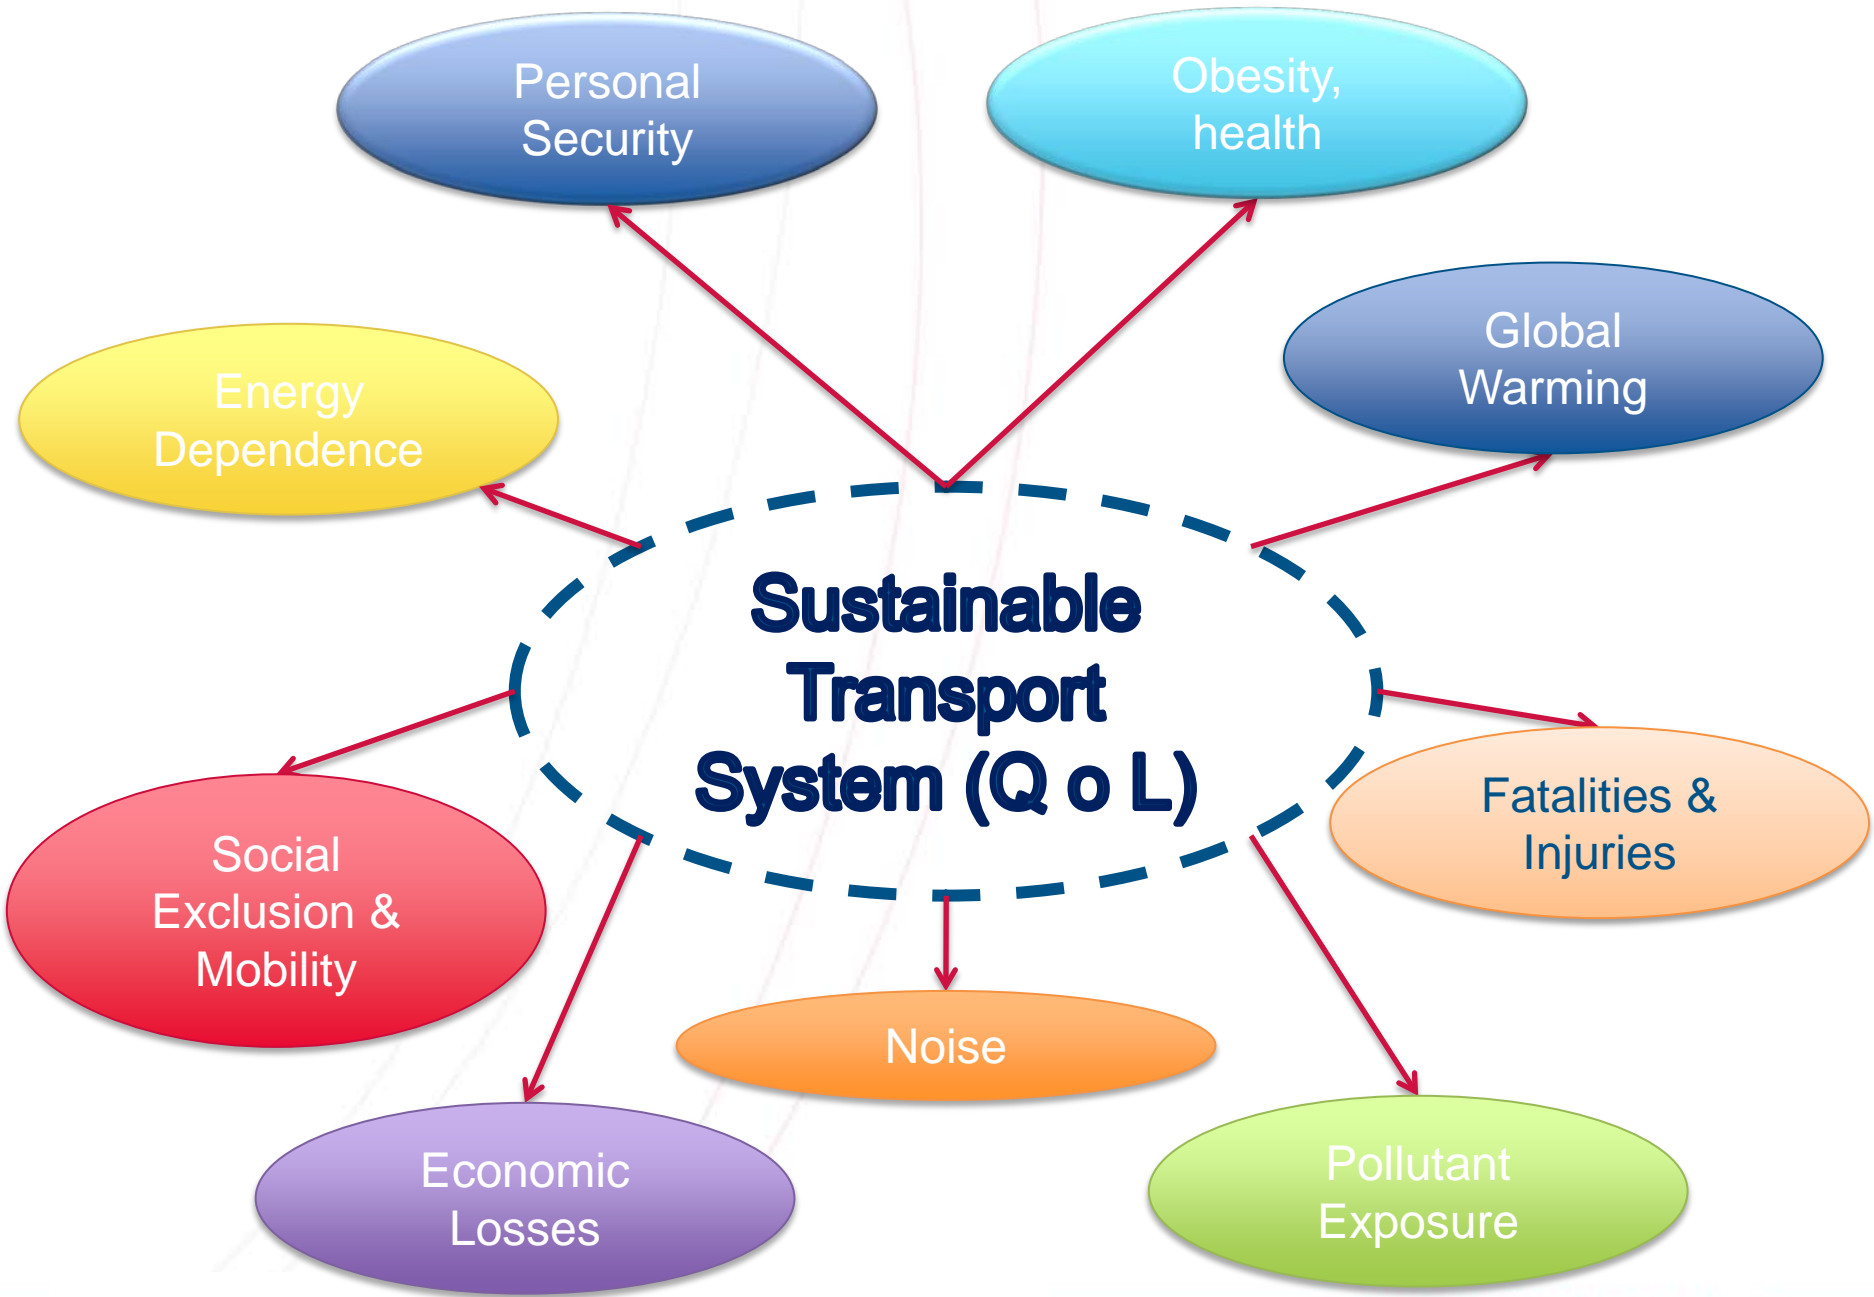 Personal
Security
Obesity,
health
Global
Warming
Energy
Dependence
Sustainable
Transport
System (Q o L)
Fatalities &
Injuries
Social
Exclusion &
Mobility
Noise
Economic
Losses
Pollutant
Exposure